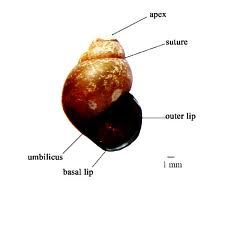 apex
suture
outer lip
1 mm
umbilicus
basal lip